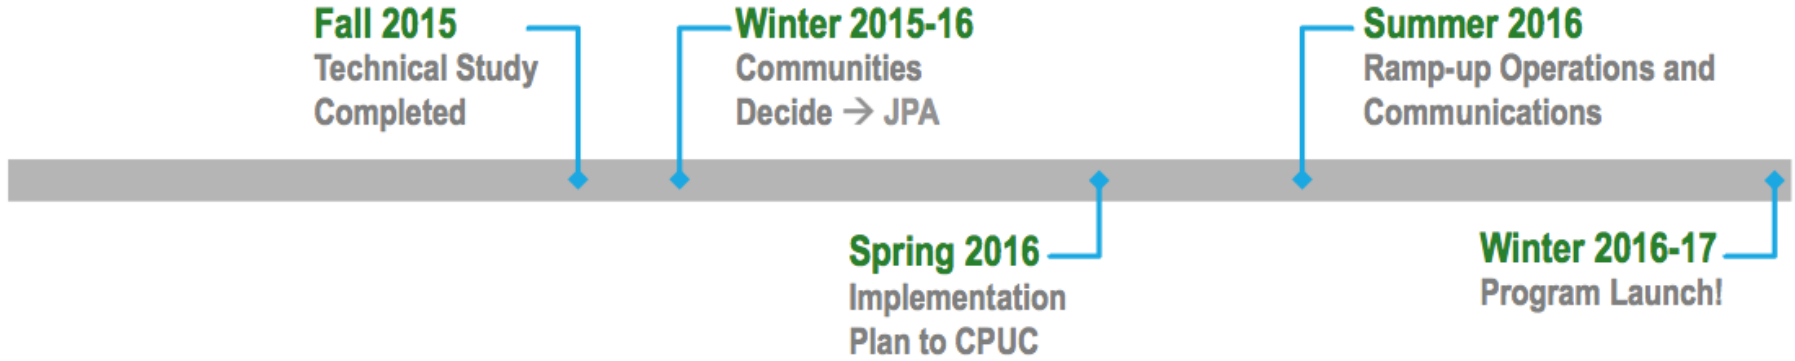 Fall 2015
Technical Study
Completed
Winter 2015-16
Communities
Decide → JPA
Spring 2016
Implementation
Plan to CPUC
Summer 2016
Ramp-up Operations and
Communications
Winter 2016-17
Program Launch!